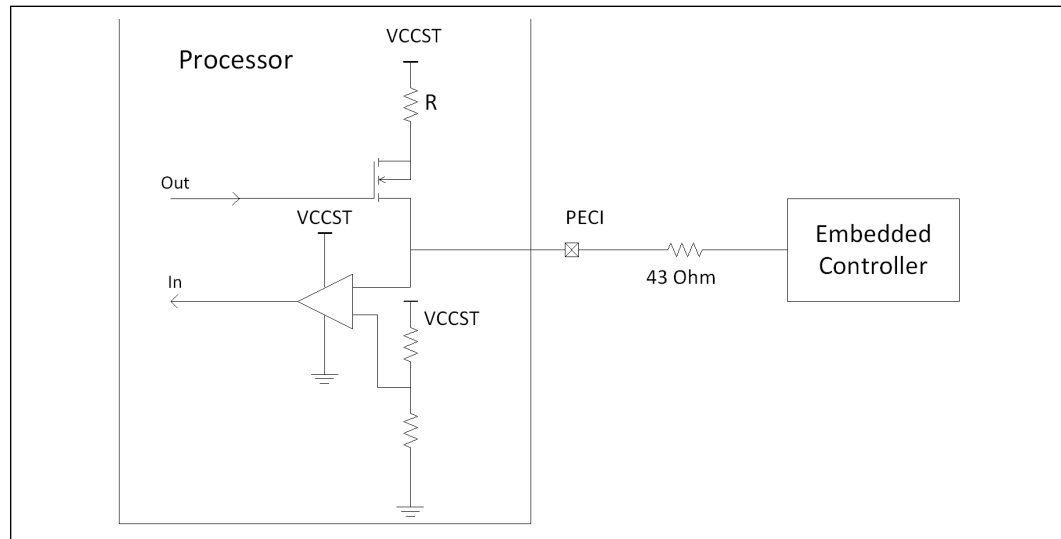 VCCST
Processor
R
Out
VCCST
PECI
Embedded
Controller
43 Ohm
In
VCCST